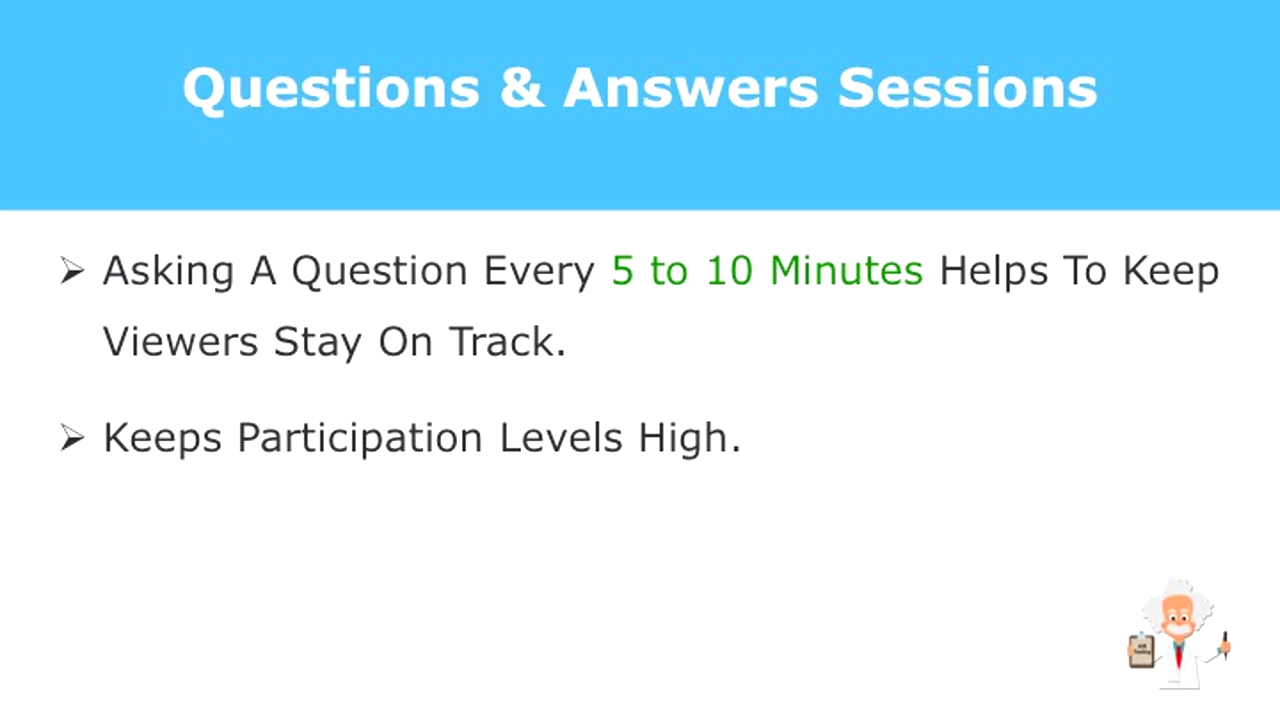 Questions & Answers Sessions
➢ Asking A Question Every 5 to 10 Minutes Helps To Keep
Viewers Stay On Track.
➢ Keeps Participation Levels High.